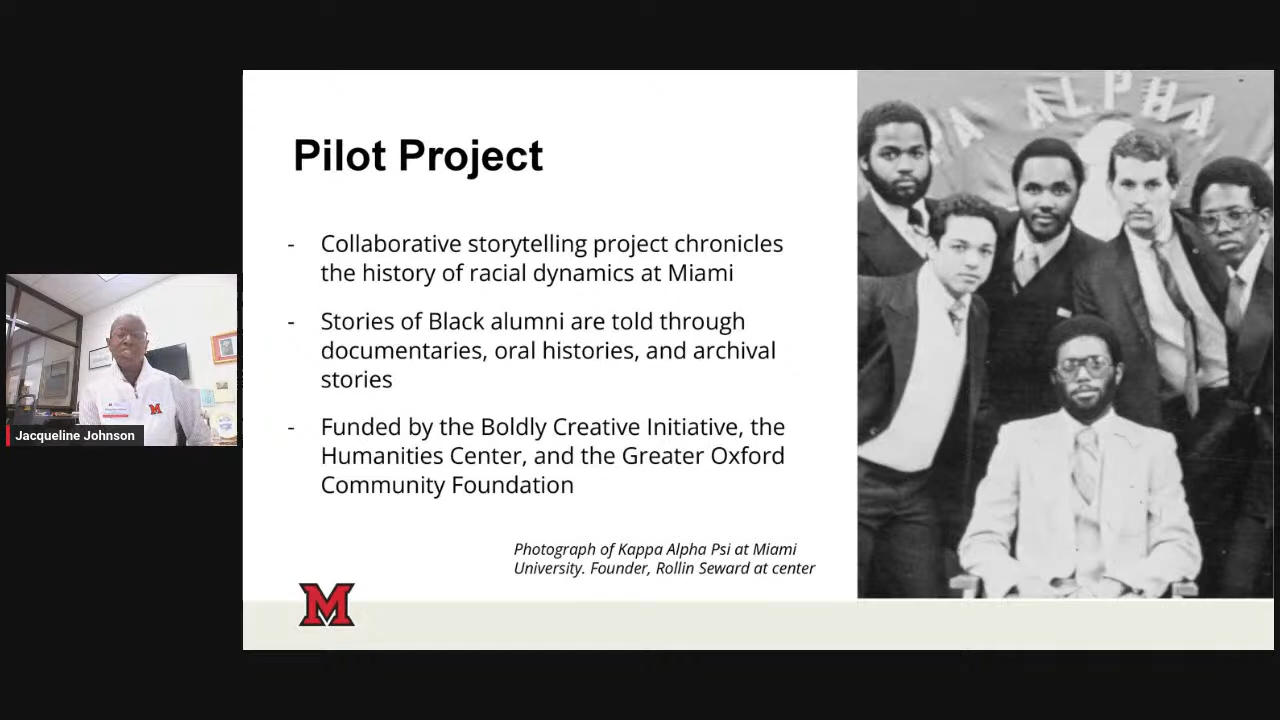 Pilot Project
- Collaborative storytelling project chronicles
the history of racial dynamics at Miami
- Stories of Black alumni are told through
documentaries, oral histories, and archival
stories
- Funded by the Boldly Creative Initiative, the
Humanities Center, and the Greater Oxford
Community Foundation
Photograph of Kappa Alpha Psi at Miami
University. Founder, Rollin Seward at center
M
ALPHA
M
Jacqueline Johnson